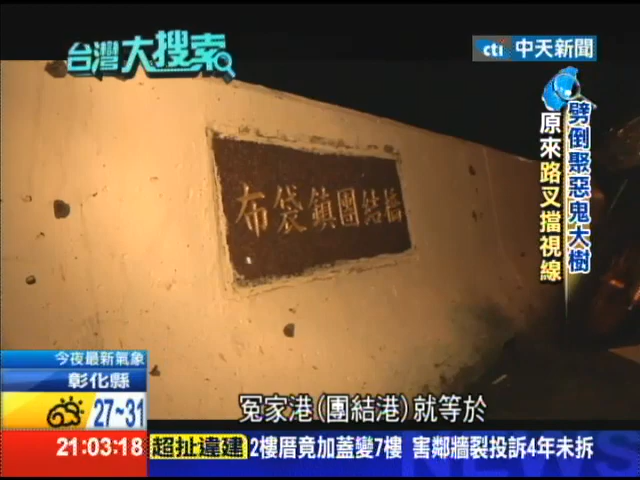 台灣大搜索
cti 中天新聞
劈倒聚惡鬼大樹
原來路叉擋視線
布袋鎮團結橋
冤家港(團結港)就等於
今夜最新氣象
彰化縣
27~31
21:03:18
超扯違建
2樓厝竟加蓋變7樓 害鄰牆裂投訴4年未拆
NEWS